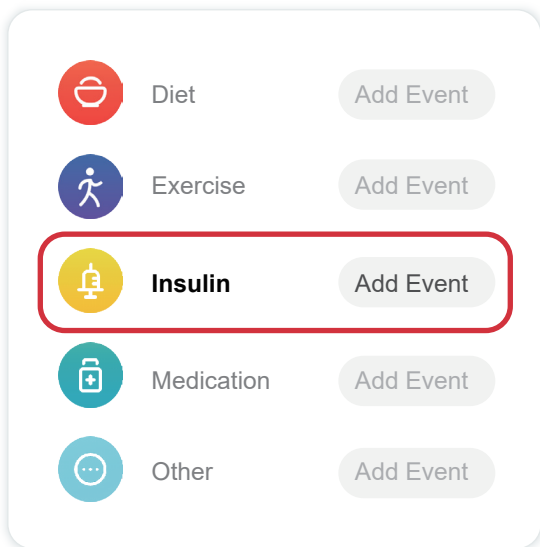 Diet Add Event
Exercise Add Event
Insulin Add Event
Medication Add Event
Other Add Event